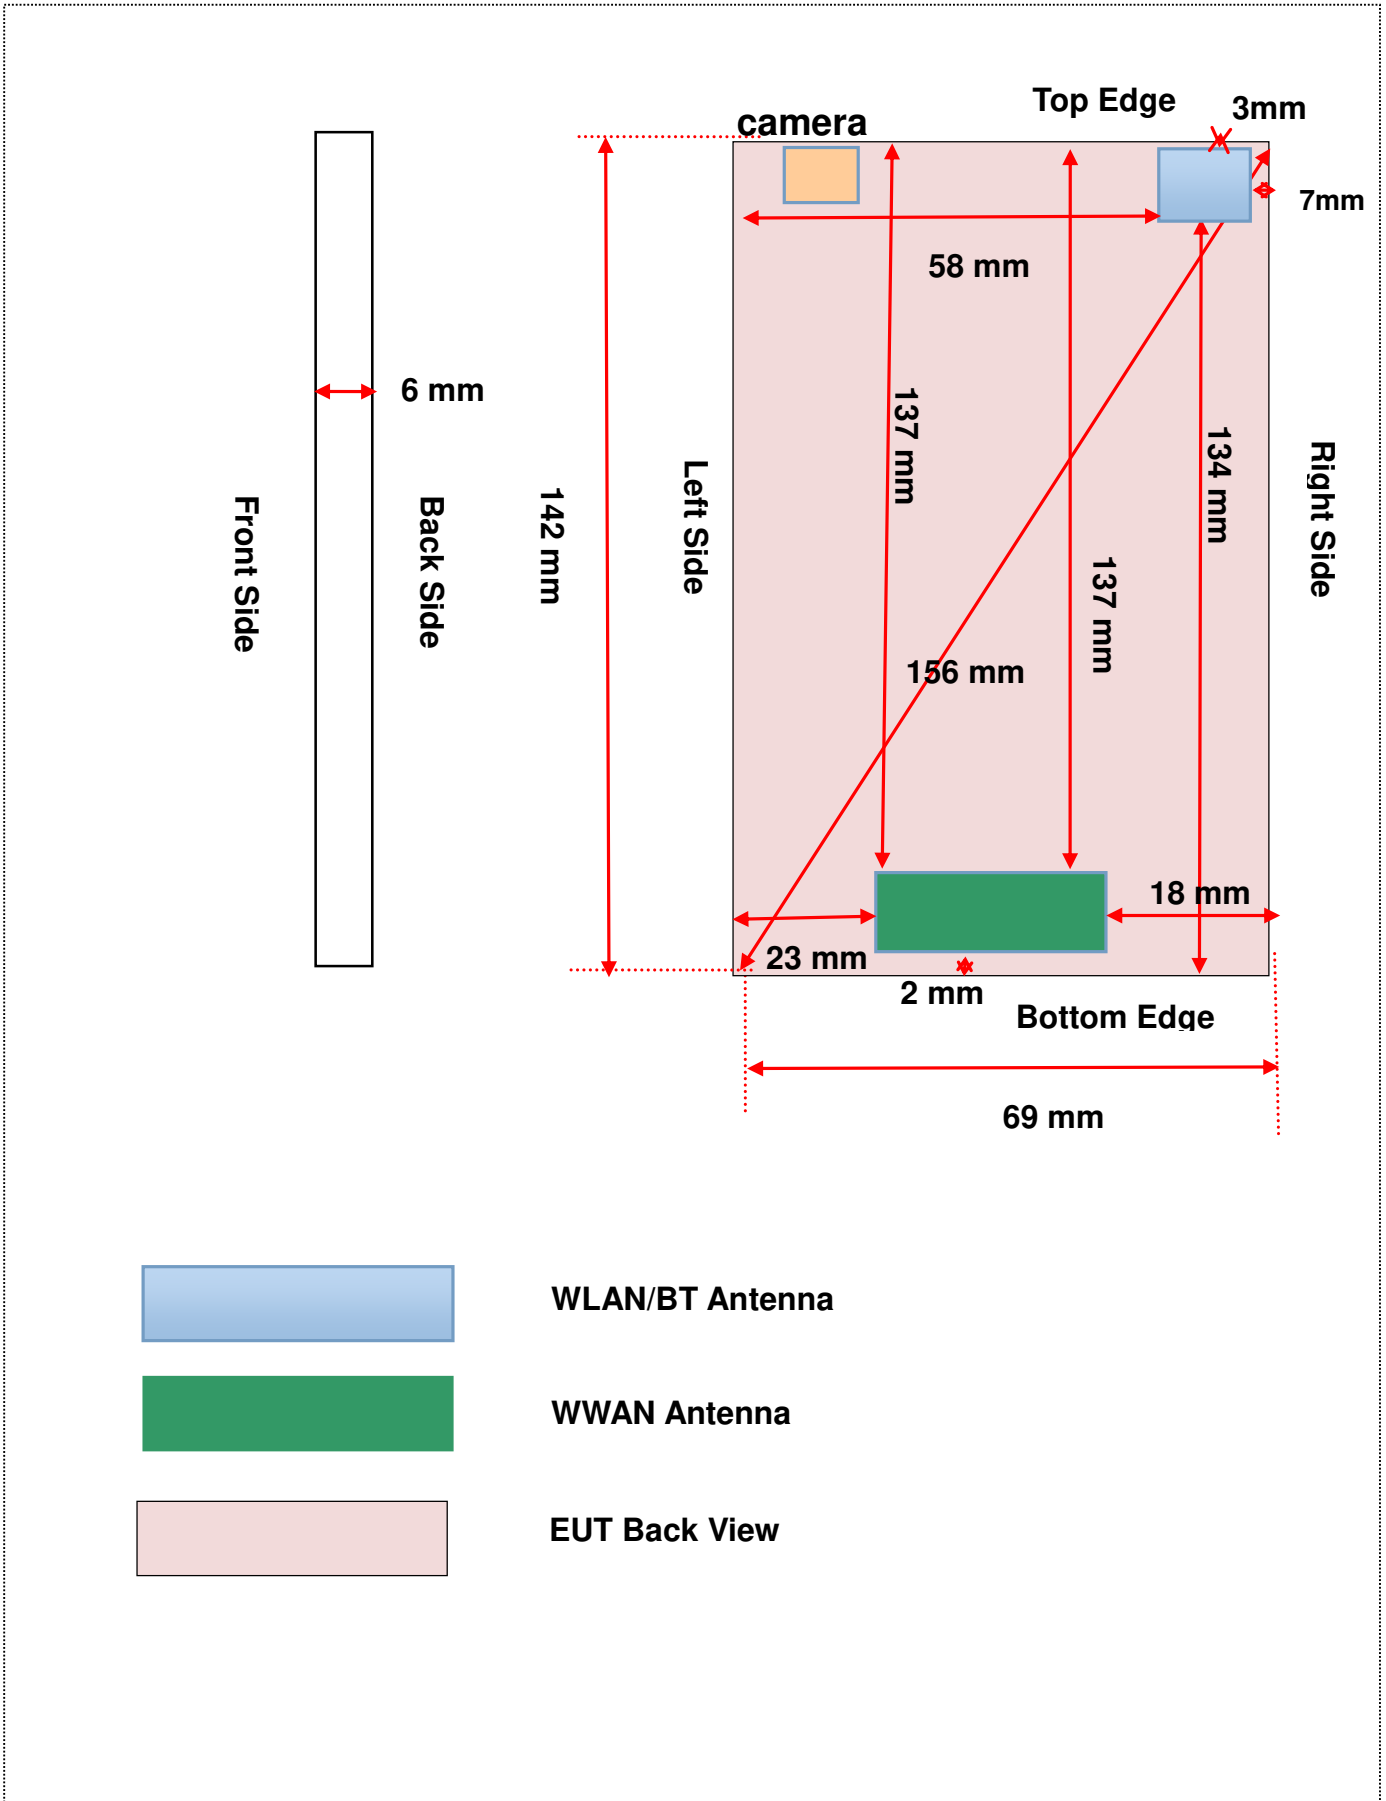 Top Edge
3mm
camera
7mm
58 mm
6 mm
137 mm
134 mm
Left Side
Right Side
142 mm
Front Side
Back Side
137 mm
156 mm
18 mm
23 mm
2 mm
Bottom Edge
69 mm
WLAN/BT Antenna
WWAN Antenna
EUT Back View